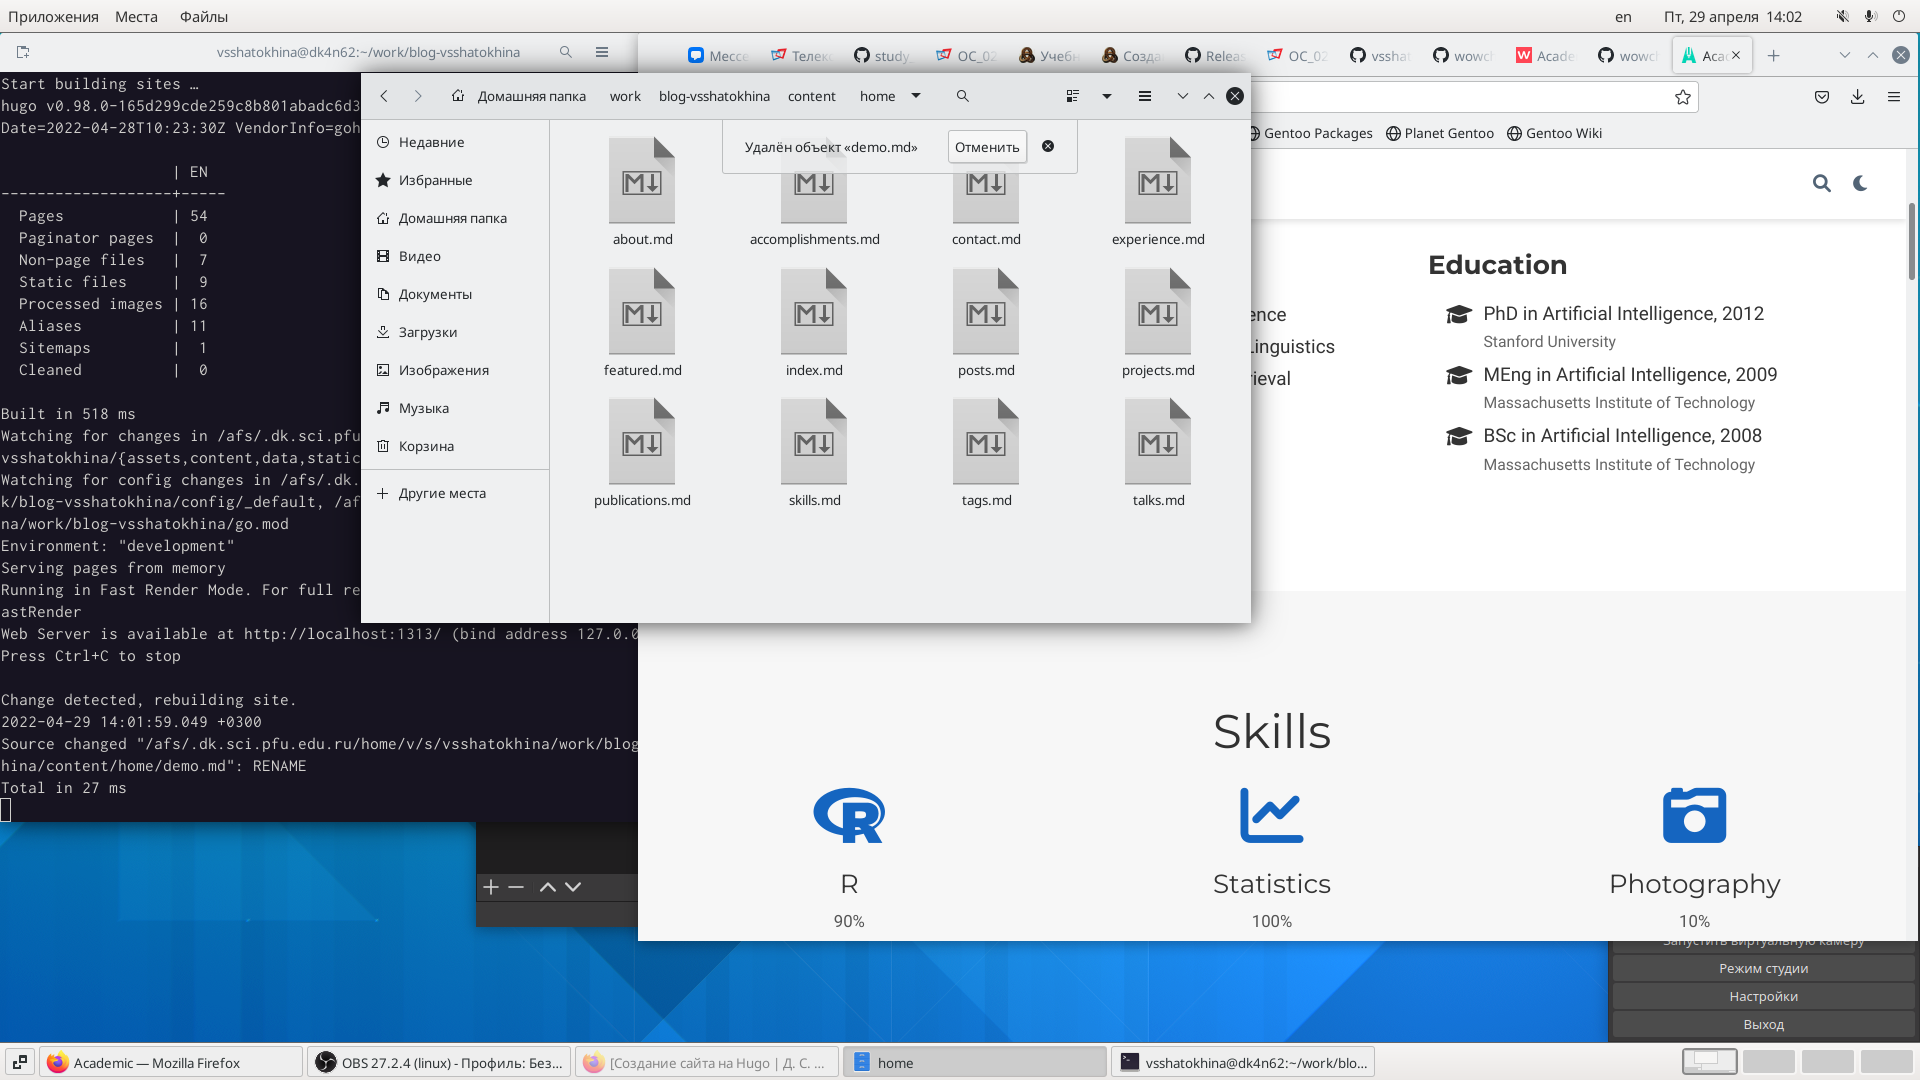 Приложения Места Файлы
en Пт, 29 апреля 14:02
vsshatokhina@dk4n62:~/work/blog-vsshatokhina
Start building sites …
hugo v0.98.0-165d299cde259c8b801abadc6d3
Date=2022-04-28T10:23:30Z VendorInfo=goh
| EN
-------------------+-----
Pages | 54
Paginator pages | 0
Non-page files | 7
Static files | 9
Processed images | 16
Aliases | 11
Sitemaps | 1
Cleaned | 0
Built in 518 ms
Watching for changes in /afs/.dk.sci.pfu
vsshatokhina/{assets,content,data,static
Watching for config changes in /afs/.dk.
k/blog-vsshatokhina/config/_default, /af
na/work/blog-vsshatokhina/go.mod
Environment: "development"
Serving pages from memory
Running in Fast Render Mode. For full re
astRender
Web Server is available at http://localhost:1313/ (bind address 127.0.0
Press Ctrl+C to stop
Change detected, rebuilding site.
2022-04-29 14:01:59.049 +0300
Source changed "/afs/.dk.sci.pfu.edu.ru/home/v/s/vsshatokhina/work/blog
hina/content/home/demo.md": RENAME
Total in 27 ms
Домашняя папка work blog-vsshatokhina content home
Недавние
Избранные
Домашняя папка
Видео
Документы
Загрузки
Изображения
Музыка
Корзина
Другие места
Удалён объект «demo.md» Отменить
about.md accomplishments.md contact.md experience.md
featured.md index.md posts.md projects.md
publications.md skills.md tags.md talks.md
Мессе Телек study_ ОС_02 Учебн Созда Relea ОС_02 vsshat wowch Acade wowch Aca
Gentoo Packages Planet Gentoo Gentoo Wiki
ence
Linguistics
ieval
Education
PhD in Artificial Intelligence, 2012
Stanford University
MEng in Artificial Intelligence, 2009
Massachusetts Institute of Technology
BSc in Artificial Intelligence, 2008
Massachusetts Institute of Technology
Skills
R Statistics Photography
90% 100% 10%
Запустить виртуальную камеру
Режим студии
Настройки
Выход
Academic — Mozilla Firefox
OBS 27.2.4 (linux) - Профиль: Без...
[Создание сайта на Hugo | Д. С. ...
home
vsshatokhina@dk4n62:~/work/blo...